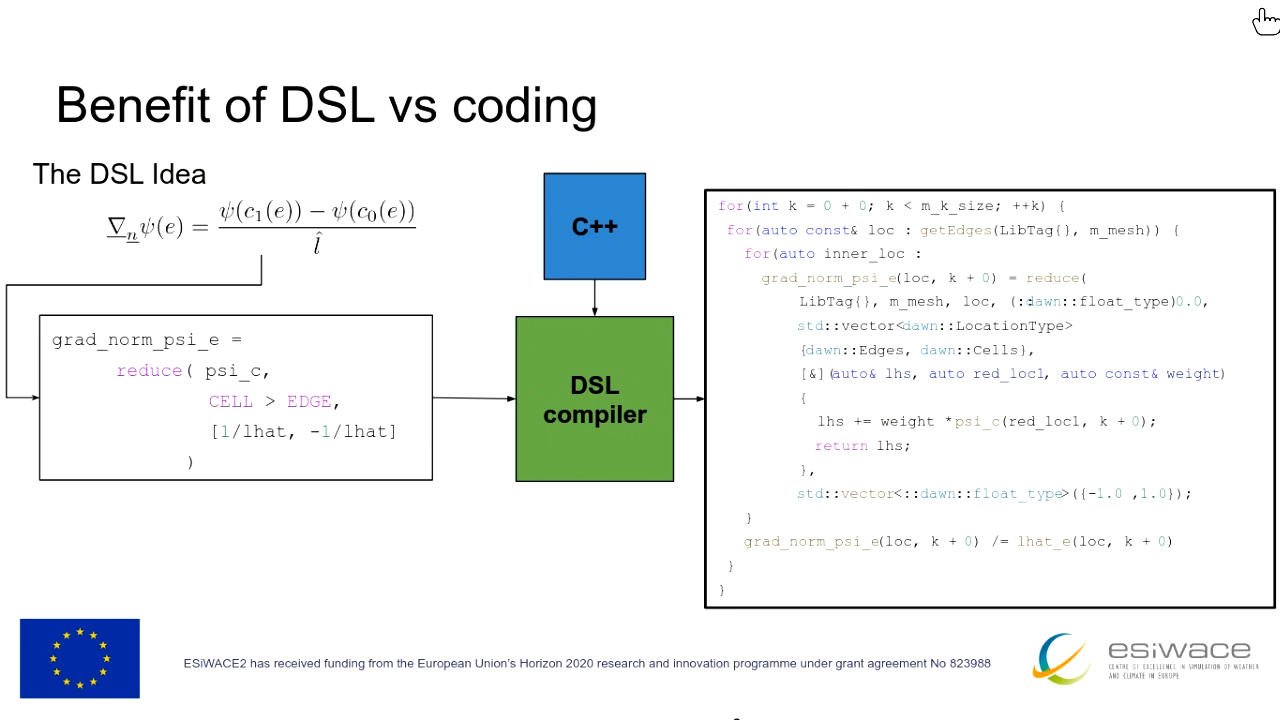 Benefit of DSL vs coding
The DSL Idea
∇_n ψ(e) = (ψ(c₁(e)) − ψ(c₀(e))) / l̂
grad_norm_psi_e =
reduce( psi_c,
CELL > EDGE,
[1/lhat, -1/lhat]
)
C++
DSL
compiler
for(int k = 0 + 0; k < m_k_size; ++k) {
for(auto const& loc : getEdges(LibTag{}, m_mesh)) {
for(auto inner_loc :
grad_norm_psi_e(loc, k + 0) = reduce(
LibTag{}, m_mesh, loc, (::dawn::float_type)0.0,
std::vector<dawn::LocationType>
{dawn::Edges, dawn::Cells},
[&](auto& lhs, auto red_loc1, auto const& weight)
{
lhs += weight *psi_c(red_loc1, k + 0);
return lhs;
},
std::vector<::dawn::float_type>({-1.0 ,1.0});
}
grad_norm_psi_e(loc, k + 0) /= lhat_e(loc, k + 0)
}
}
ESiWACE2 has received funding from the European Union's Horizon 2020 research and innovation programme under grant agreement No 823988
esiwace
CENTRE OF EXCELLENCE IN SIMULATION OF WEATHER
AND CLIMATE IN EUROPE